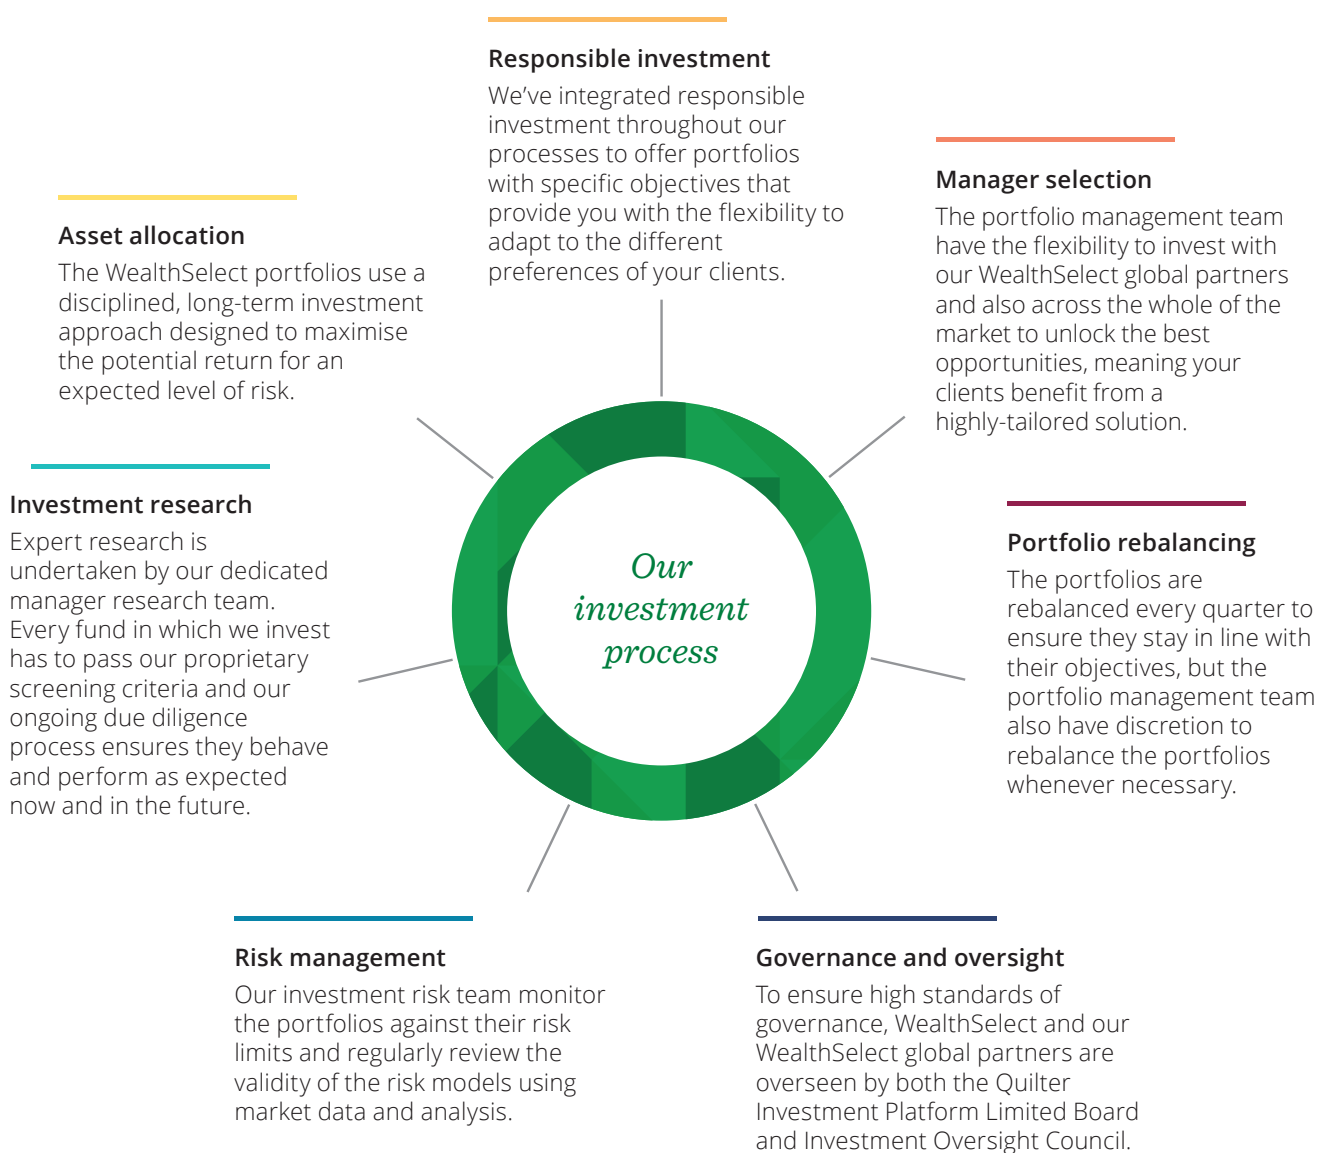 Responsible investment
We’ve integrated responsible
investment throughout our
processes to offer portfolios
with specific objectives that
provide you with the flexibility to
adapt to the different
preferences of your clients.
Manager selection
The portfolio management team
have the flexibility to invest with
our WealthSelect global partners
and also across the whole of the
market to unlock the best
opportunities, meaning your
clients benefit from a
highly-tailored solution.
Asset allocation
The WealthSelect portfolios use a
disciplined, long-term investment
approach designed to maximise
the potential return for an
expected level of risk.
Investment research
Expert research is
undertaken by our dedicated
manager research team.
Every fund in which we invest
has to pass our proprietary
screening criteria and our
ongoing due diligence
process ensures they behave
and perform as expected
now and in the future.
Our
investment
process
Portfolio rebalancing
The portfolios are
rebalanced every quarter to
ensure they stay in line with
their objectives, but the
portfolio management team
also have discretion to
rebalance the portfolios
whenever necessary.
Risk management
Our investment risk team monitor
the portfolios against their risk
limits and regularly review the
validity of the risk models using
market data and analysis.
Governance and oversight
To ensure high standards of
governance, WealthSelect and our
WealthSelect global partners are
overseen by both the Quilter
Investment Platform Limited Board
and Investment Oversight Council.